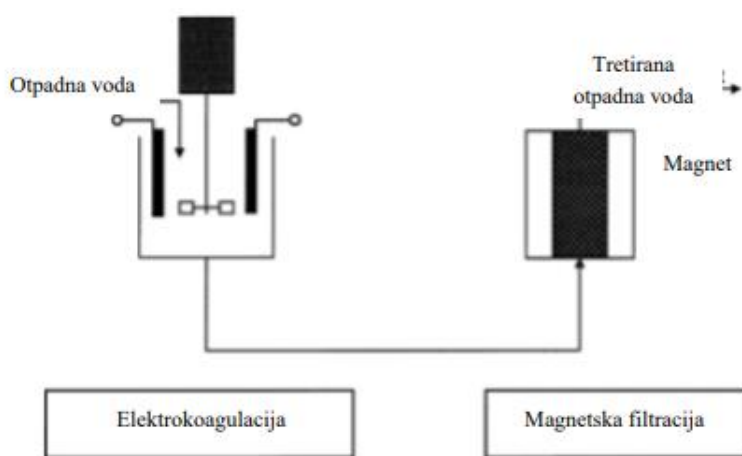 Otpadna voda
Tretirana
otpadna voda
Magnet
Elektrokoagulacija
Magnetska filtracija